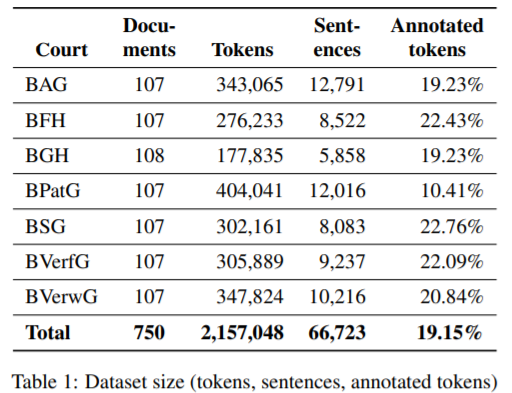 Docu- Sent- Annotated
Court ments Tokens ences tokens
BAG 107 343,065 12,791 19.23%
BFH 107 276,233 8,522 22.43%
BGH 108 177,835 5,858 19.23%
BPatG 107 404,041 12,016 10.41%
BSG 107 302,161 8,083 22.76%
BVerfG 107 305,889 9,237 22.09%
BVerwG 107 347,824 10,216 20.84%
Total 750 2,157,048 66,723 19.15%
Table 1: Dataset size (tokens, sentences, annotated tokens)